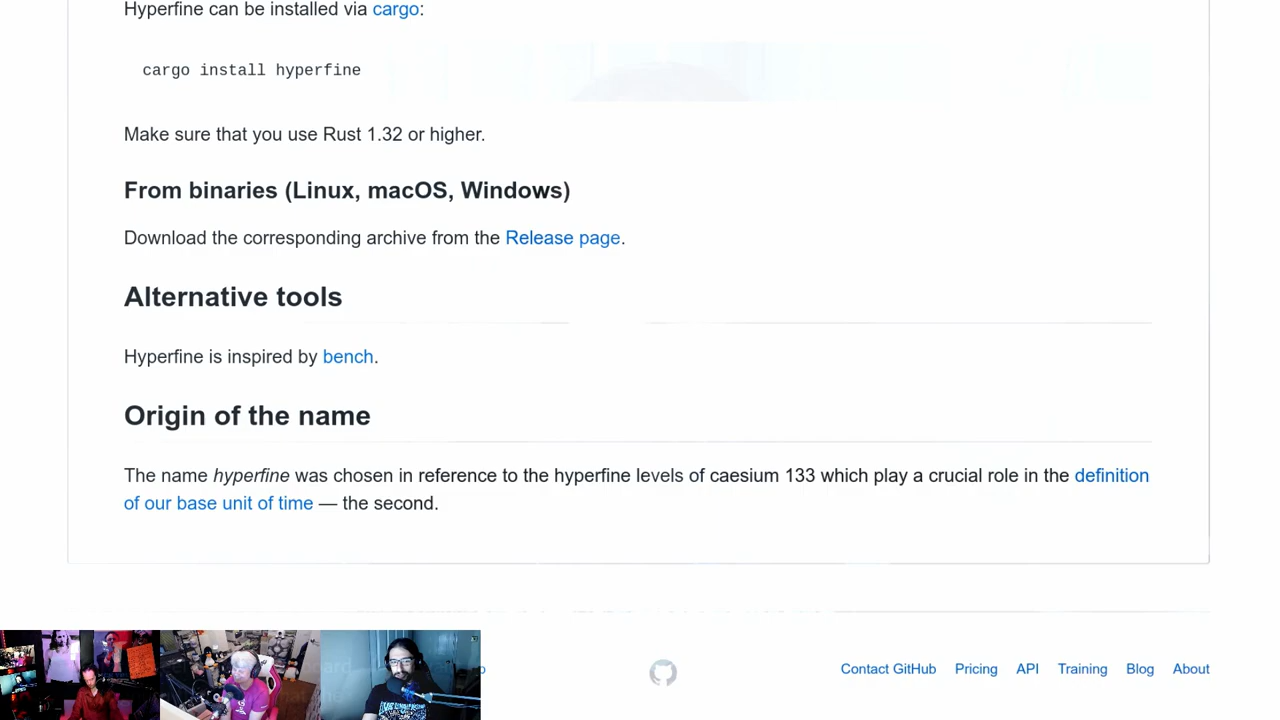 Hyperfine can be installed via cargo:
cargo install hyperfine
Make sure that you use Rust 1.32 or higher.
From binaries (Linux, macOS, Windows)
Download the corresponding archive from the Release page.
Alternative tools
Hyperfine is inspired by bench.
Origin of the name
The name hyperfine was chosen in reference to the hyperfine levels of caesium 133 which play a crucial role in the definition
of our base unit of time — the second.
Contact GitHub Pricing API Training Blog About